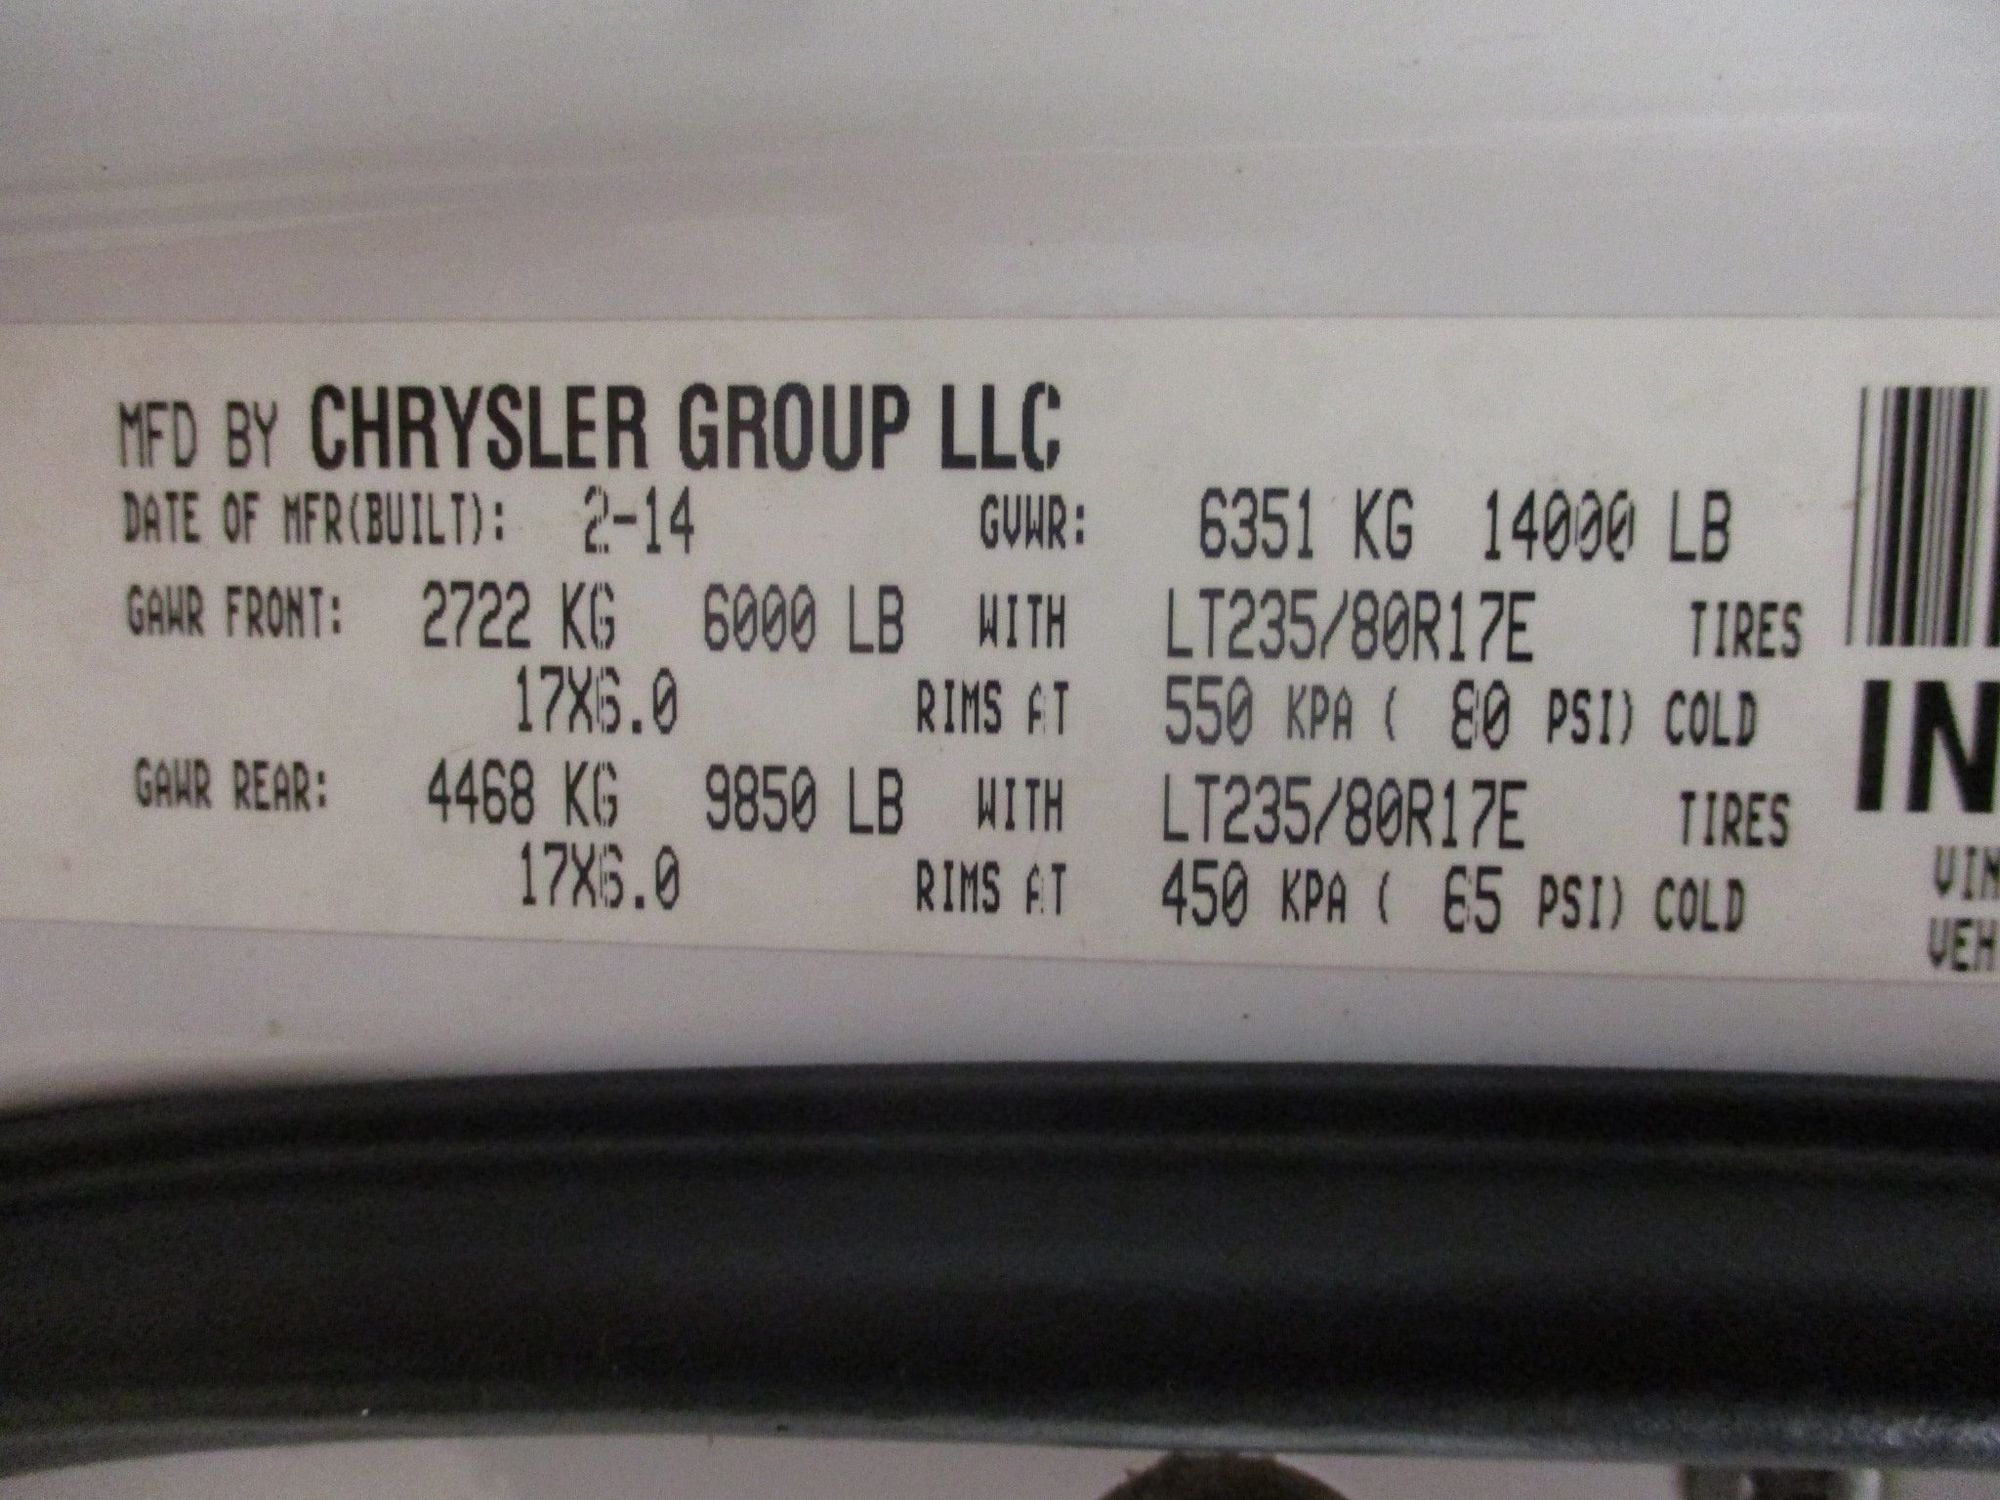 MFD BY CHRYSLER GROUP LLC
DATE OF MFR(BUILT): 2-14 GVWR: 6351 KG 14000 LB
GAWR FRONT: 2722 KG 6000 LB WITH LT235/80R17E TIRES
17X6.0 RIMS AT 550 KPA ( 80 PSI) COLD
GAWR REAR: 4468 KG 9850 LB WITH LT235/80R17E TIRES
17X6.0 RIMS AT 450 KPA ( 65 PSI) COLD
IN
VIN
VEH